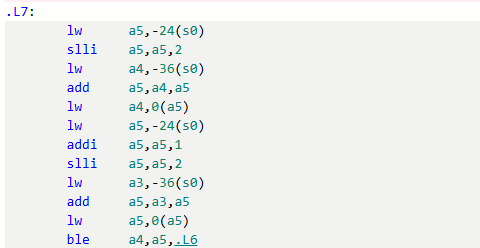 .L7:
lw a5,-24(s0)
slli a5,a5,2
lw a4,-36(s0)
add a5,a4,a5
lw a4,0(a5)
lw a5,-24(s0)
addi a5,a5,1
slli a5,a5,2
lw a3,-36(s0)
add a5,a3,a5
lw a5,0(a5)
ble a4,a5,.L6